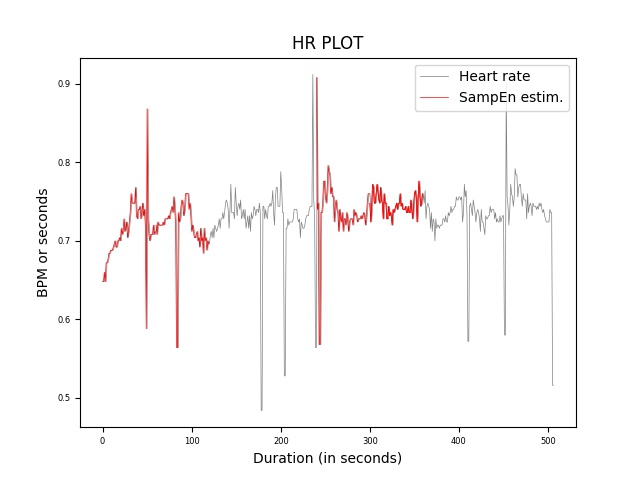 HR PLOT
Heart rate
SampEn estim.
BPM or seconds
0.9
0.8
0.7
0.6
0.5
0
100
200
300
400
500
Duration (in seconds)